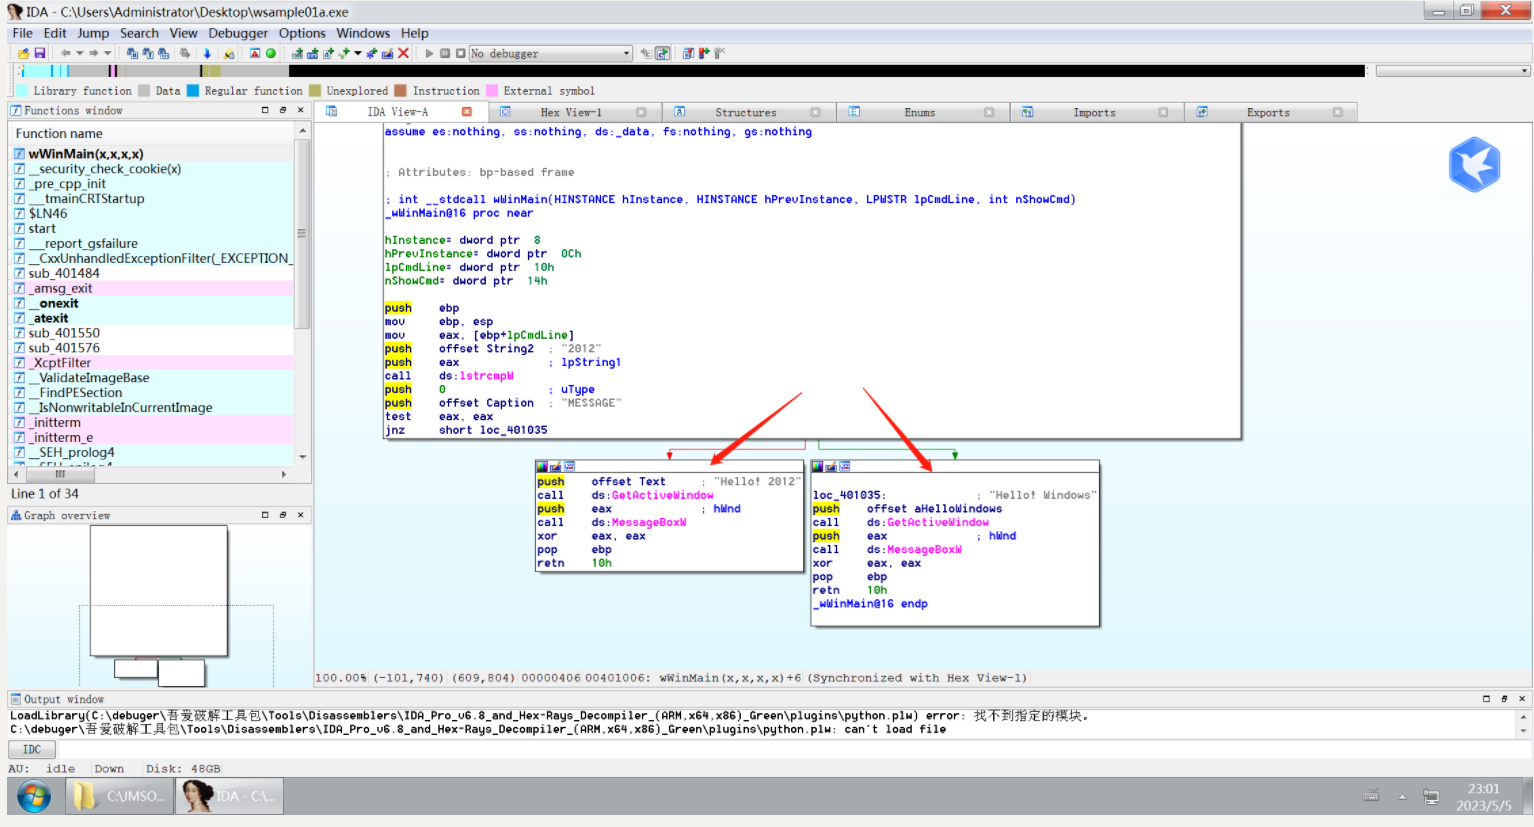 IDA - C:\Users\Administrator\Desktop\wsample01a.exe
File Edit Jump Search View Debugger Options Windows Help
No debugger
Library function Data Regular function Unexplored Instruction External symbol
Functions window
IDA View-A Hex View-1 Structures Enums Imports Exports
Function name
wWinMain(x,x,x,x)
__security_check_cookie(x)
_pre_cpp_init
___tmainCRTStartup
$LN46
start
___report_gsfailure
__CxxUnhandledExceptionFilter(_EXCEPTION_
sub_401484
_amsg_exit
__onexit
_atexit
sub_401550
sub_401576
_XcptFilter
__ValidateImageBase
__FindPESection
__IsNonwritableInCurrentImage
_initterm
_initterm_e
__SEH_prolog4
__SEH_epilog4
Line 1 of 34
Graph overview
assume es:nothing, ss:nothing, ds:_data, fs:nothing, gs:nothing
; Attributes: bp-based frame
; int __stdcall wWinMain(HINSTANCE hInstance, HINSTANCE hPrevInstance, LPWSTR lpCmdLine, int nShowCmd)
_wWinMain@16 proc near
hInstance= dword ptr  8
hPrevInstance= dword ptr  0Ch
lpCmdLine= dword ptr  10h
nShowCmd= dword ptr  14h
push    ebp
mov     ebp, esp
mov     eax, [ebp+lpCmdLine]
push    offset String2  ; "2012"
push    eax             ; lpString1
call    ds:lstrcmpW
push    0               ; uType
push    offset Caption  ; "MESSAGE"
test    eax, eax
jnz     short loc_401035
push    offset Text     ; "Hello! 2012"
call    ds:GetActiveWindow
push    eax             ; hWnd
call    ds:MessageBoxW
xor     eax, eax
pop     ebp
retn    10h
loc_401035:             ; "Hello! Windows"
push    offset aHelloWindows
call    ds:GetActiveWindow
push    eax             ; hWnd
call    ds:MessageBoxW
xor     eax, eax
pop     ebp
retn    10h
_wWinMain@16 endp
100.00% (-101,740) (609,804) 00000406 00401006: wWinMain(x,x,x,x)+6 (Synchronized with Hex View-1)
Output window
LoadLibrary(C:\debuger\吾爱破解工具包\Tools\Disassemblers\IDA_Pro_v6.8_and_Hex-Rays_Decompiler_(ARM,x64,x86)_Green\plugins\python.plw) error: 找不到指定的模块。
C:\debuger\吾爱破解工具包\Tools\Disassemblers\IDA_Pro_v6.8_and_Hex-Rays_Decompiler_(ARM,x64,x86)_Green\plugins\python.plw: can't load file
IDC
AU: idle Down Disk: 48GB
C:\JMSO...
IDA - C:\...
23:01
2023/5/5